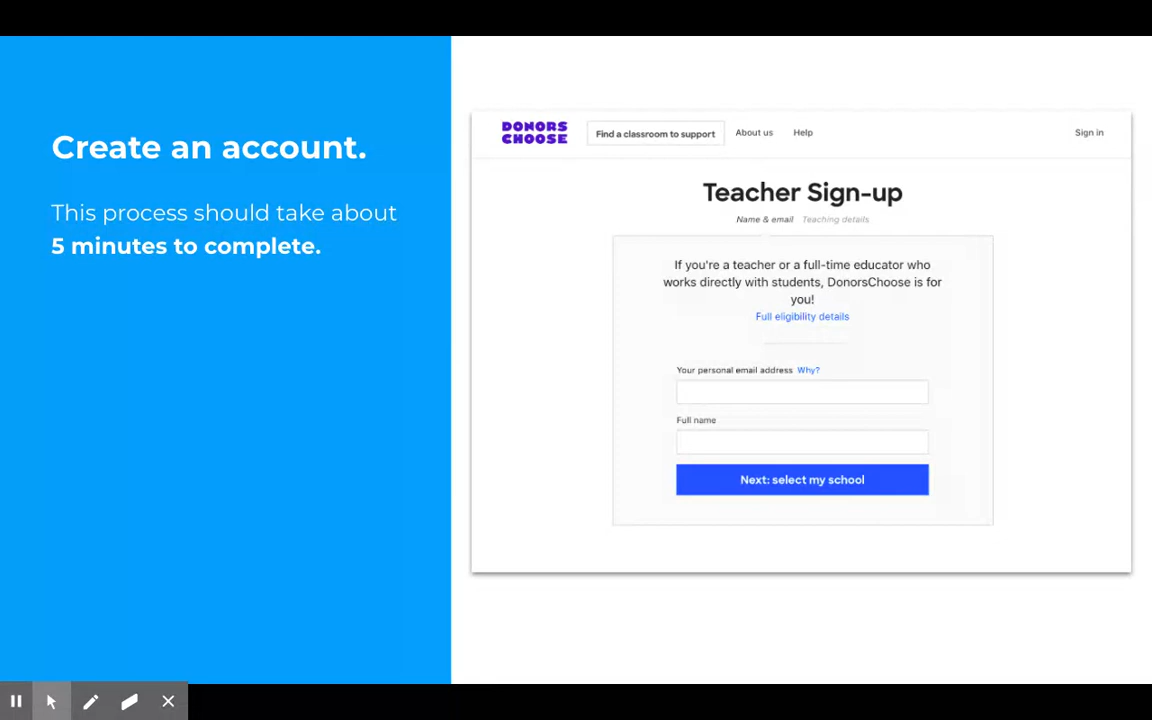 Create an account.
This process should take about
5 minutes to complete.
DONORS
CHOOSE
Find a classroom to support
About us
Help
Sign in
Teacher Sign-up
Name & email
Teaching details
If you're a teacher or a full-time educator who
works directly with students, DonorsChoose is for
you!
Full eligibility details
Your personal email address Why?
Full name
Next: select my school